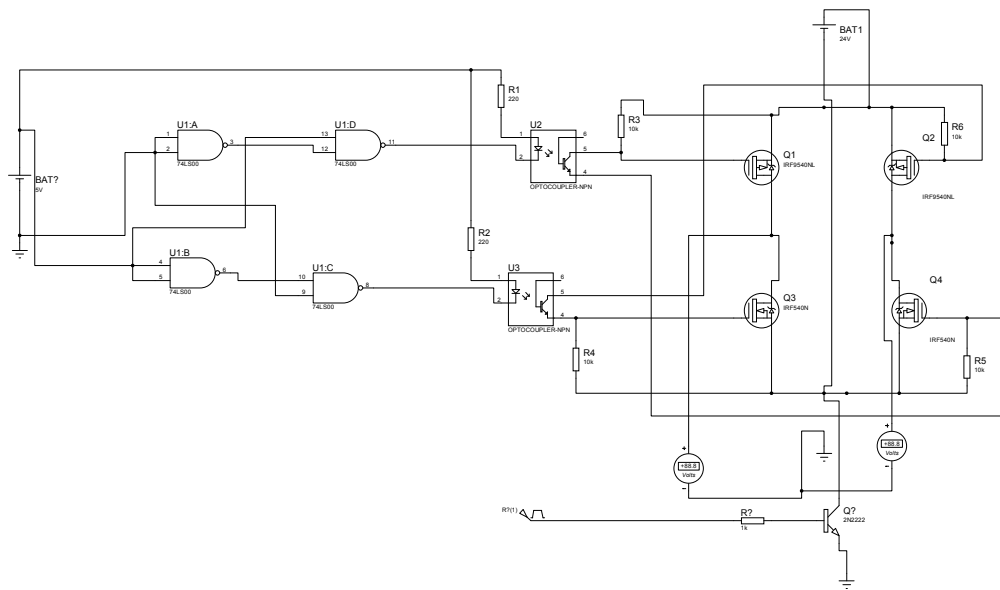 BAT1
24V
R1
220
U1:A
1
2
3
74LS00
U1:D
13
12
11
74LS00
U2
1
2
6
5
4
OPTOCOUPLER-NPN
R3
10k
Q1
IRF9540NL
Q2
R6
10k
IRF9540NL
BAT?
5V
R2
220
U1:B
4
5
6
74LS00
U1:C
10
9
8
74LS00
U3
1
2
6
5
4
OPTOCOUPLER-NPN
Q3
IRF540N
Q4
IRF540N
R4
10k
R5
10k
+
+88.8
Volts
-
+
+88.8
Volts
-
R?(1)
R?
1k
Q?
2N2222